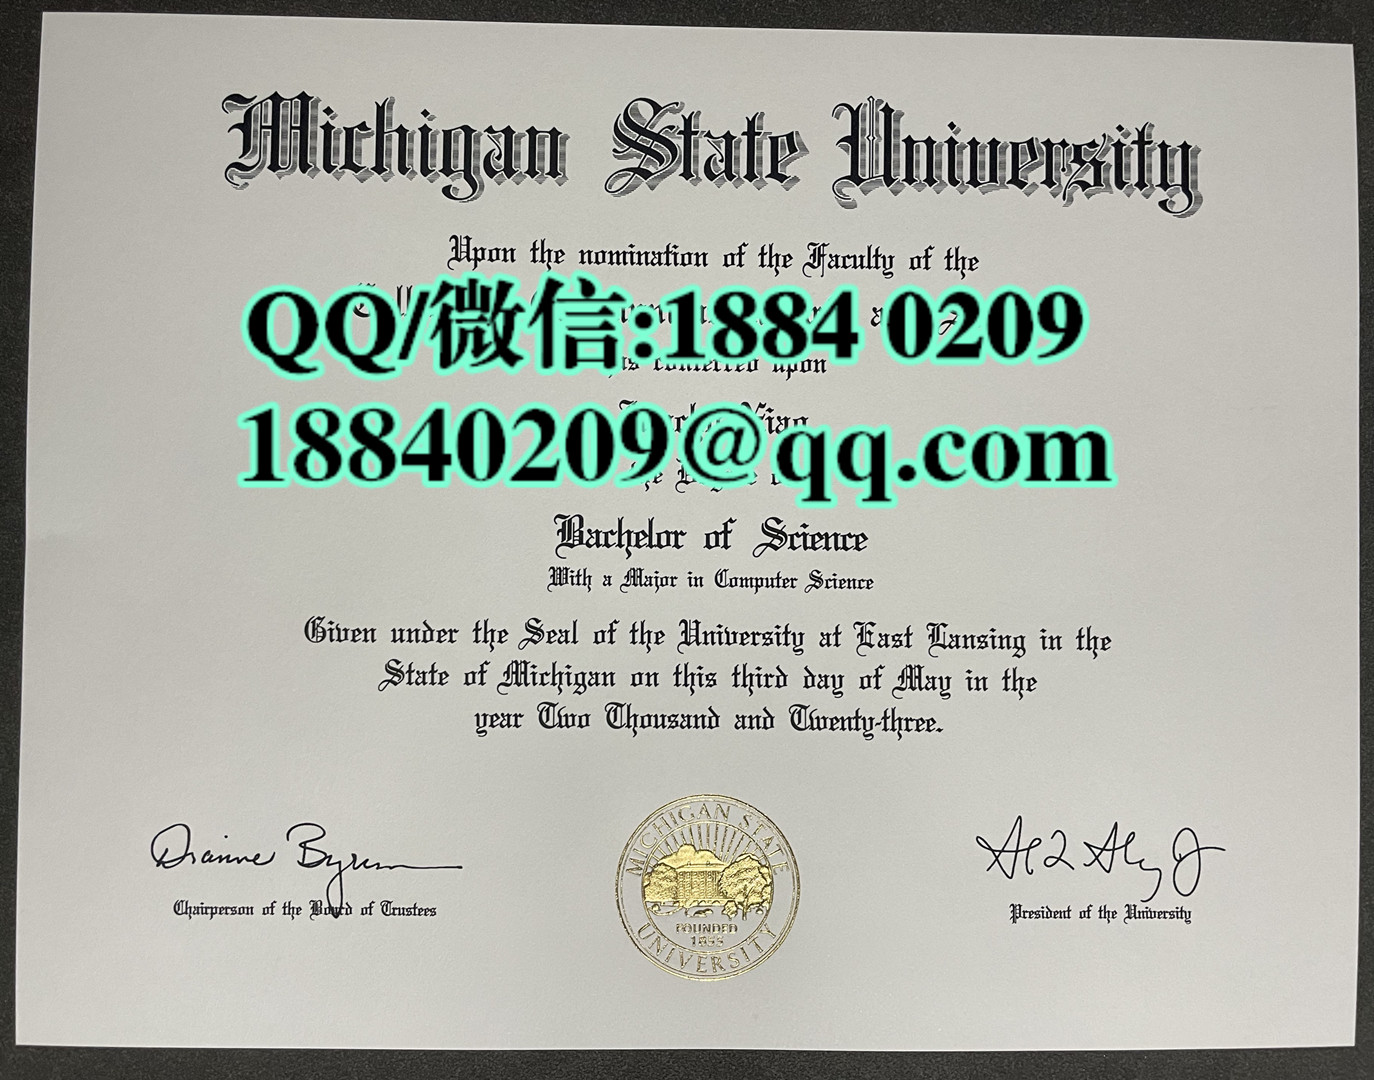 Michigan State University
Upon the nomination of the Faculty of the
QQ/微信:1884 0209
upon
18840209@qq.com
Bachelor of Science
With a Major in Computer Science
Given under the Seal of the University at East Lansing in the
State of Michigan on this third day of May in the
year Two Thousand and Twenty-three.
Dianne Byrum
Chairperson of the Board of Trustees
President of the University
MICHIGAN STATE
FOUNDED
1855
UNIVERSITY